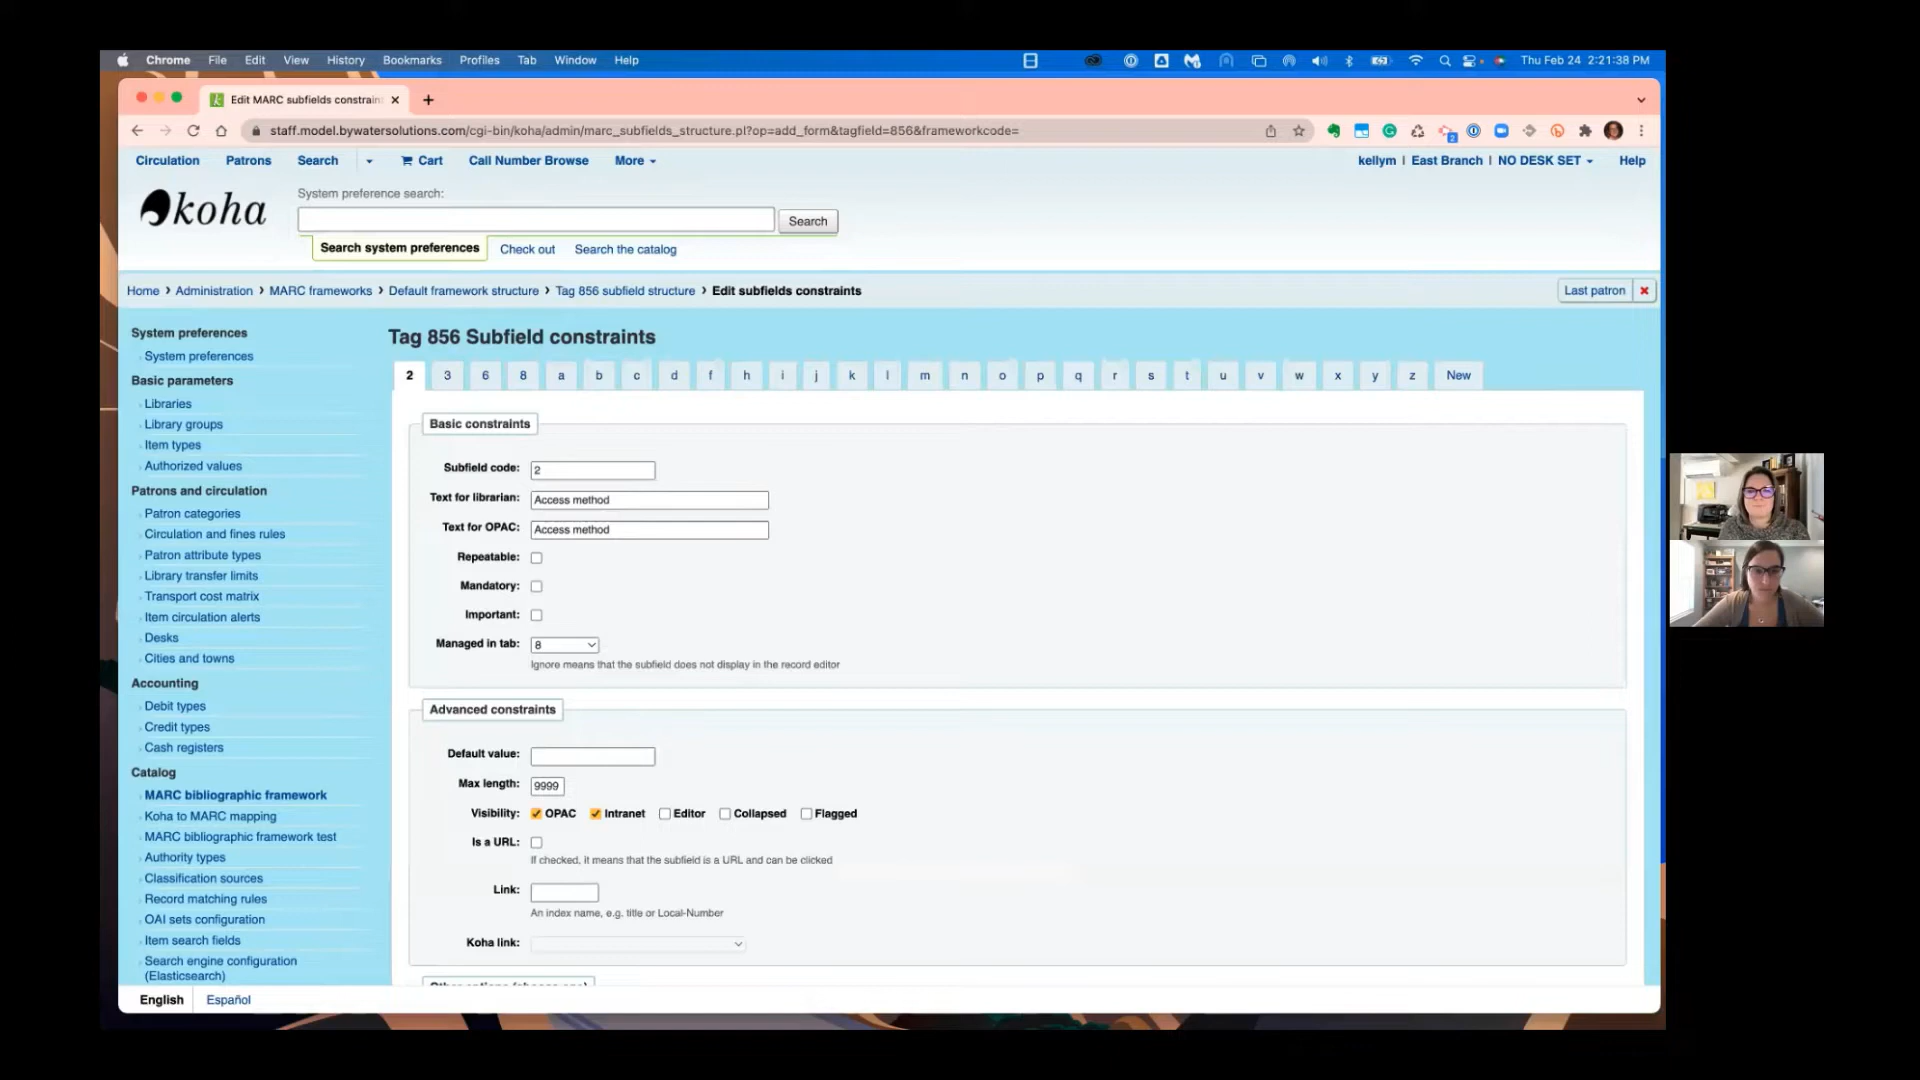 Chrome File Edit View History Bookmarks Profiles Tab Window Help Thu Feb 24 2:21:38 PM
Edit MARC subfields constrain
staff.model.bywatersolutions.com/cgi-bin/koha/admin/marc_subfields_structure.pl?op=add_form&tagfield=856&frameworkcode=
Circulation Patrons Search Cart Call Number Browse More kellym | East Branch | NO DESK SET Help
koha
System preference search:
Search
Search system preferences Check out Search the catalog
Home › Administration › MARC frameworks › Default framework structure › Tag 856 subfield structure › Edit subfields constraints
Last patron
System preferences
System preferences
Basic parameters
Libraries
Library groups
Item types
Authorized values
Patrons and circulation
Patron categories
Circulation and fines rules
Patron attribute types
Library transfer limits
Transport cost matrix
Item circulation alerts
Desks
Cities and towns
Accounting
Debit types
Credit types
Cash registers
Catalog
MARC bibliographic framework
Koha to MARC mapping
MARC bibliographic framework test
Authority types
Classification sources
Record matching rules
OAI sets configuration
Item search fields
Search engine configuration
(Elasticsearch)
Tag 856 Subfield constraints
2 3 6 8 a b c d f h i j k l m n o p q r s t u v w x y z New
Basic constraints
Subfield code: 2
Text for librarian: Access method
Text for OPAC: Access method
Repeatable:
Mandatory:
Important:
Managed in tab: 8
Ignore means that the subfield does not display in the record editor
Advanced constraints
Default value:
Max length: 9999
Visibility: OPAC Intranet Editor Collapsed Flagged
Is a URL:
If checked, it means that the subfield is a URL and can be clicked
Link:
An index name, e.g. title or Local-Number
Koha link:
Other options (choose one)
English Español